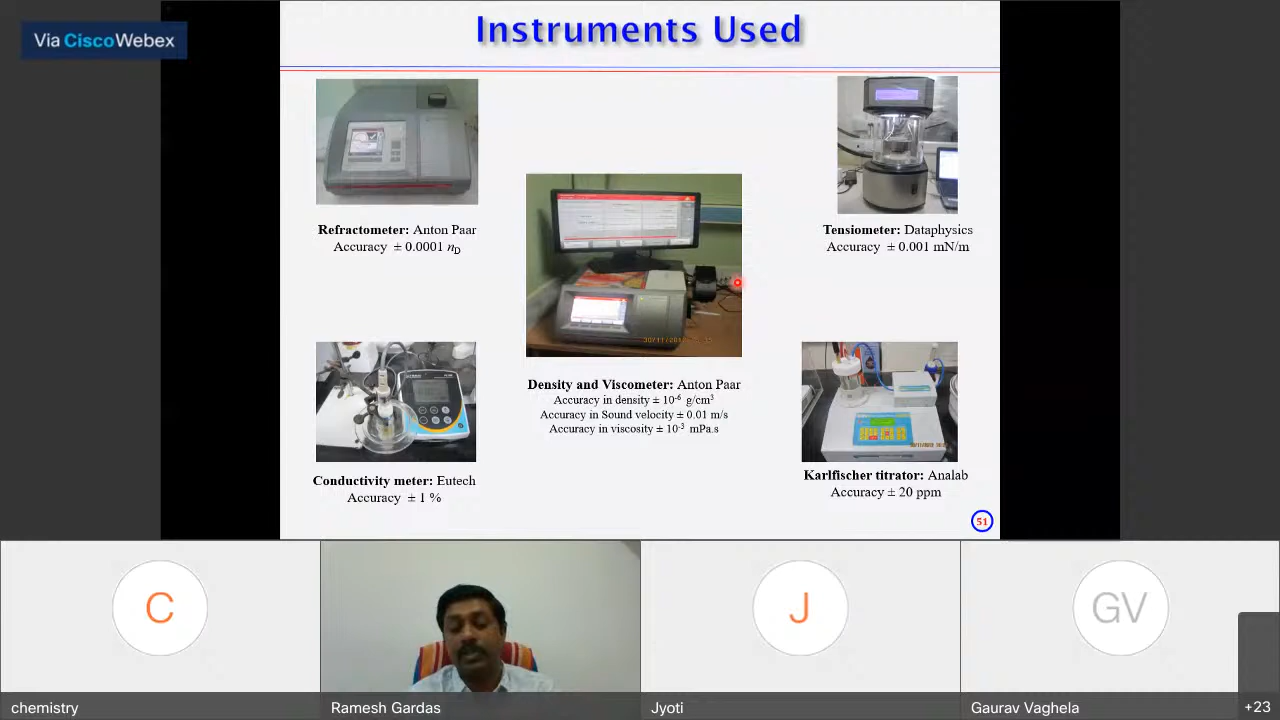 Via CiscoWebex
Instruments Used
Refractometer: Anton Paar
Accuracy ± 0.0001 nD
Tensiometer: Dataphysics
Accuracy ± 0.001 mN/m
Density and Viscometer: Anton Paar
Accuracy in density ± 10-6 g/cm3
Accuracy in Sound velocity ± 0.01 m/s
Accuracy in viscosity ± 10-3 mPa.s
Conductivity meter: Eutech
Accuracy ± 1 %
Karlfischer titrator: Analab
Accuracy ± 20 ppm
51
C
J
GV
chemistry
Ramesh Gardas
Jyoti
Gaurav Vaghela
+23